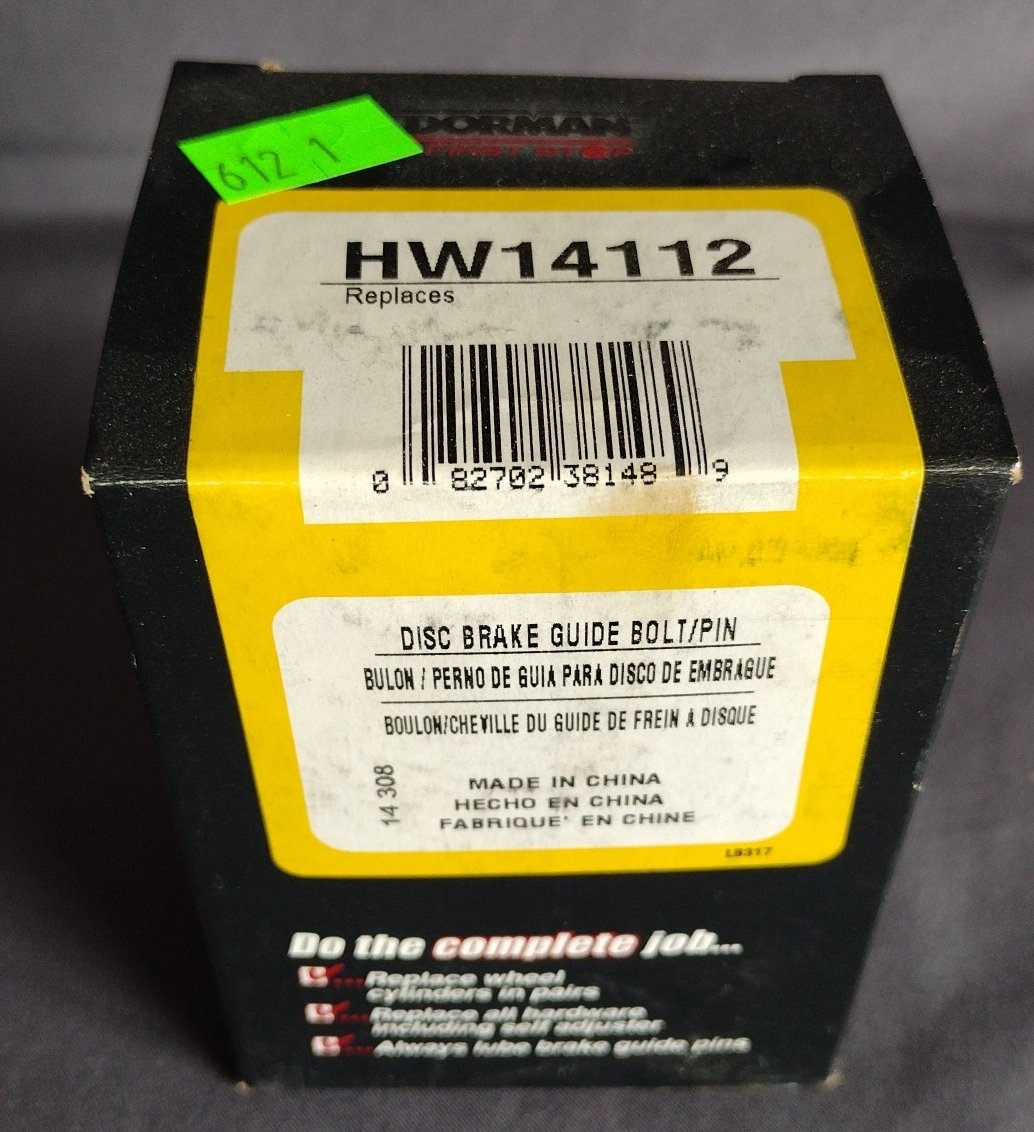 612 1
DORMAN
FIRST STOP
HW14112
Replaces
0 82702 38148 9
DISC BRAKE GUIDE BOLT/PIN
BULON / PERNO DE GUIA PARA DISCO DE EMBRAGUE
BOULON/CHEVILLE DU GUIDE DE FREIN A DISQUE
14 308
MADE IN CHINA
HECHO EN CHINA
FABRIQUE' EN CHINE
LB317
Do the complete job...
...Replace wheel
cylinders in pairs
...Replace all hardware
including self adjuster
...Always lube brake guide pins